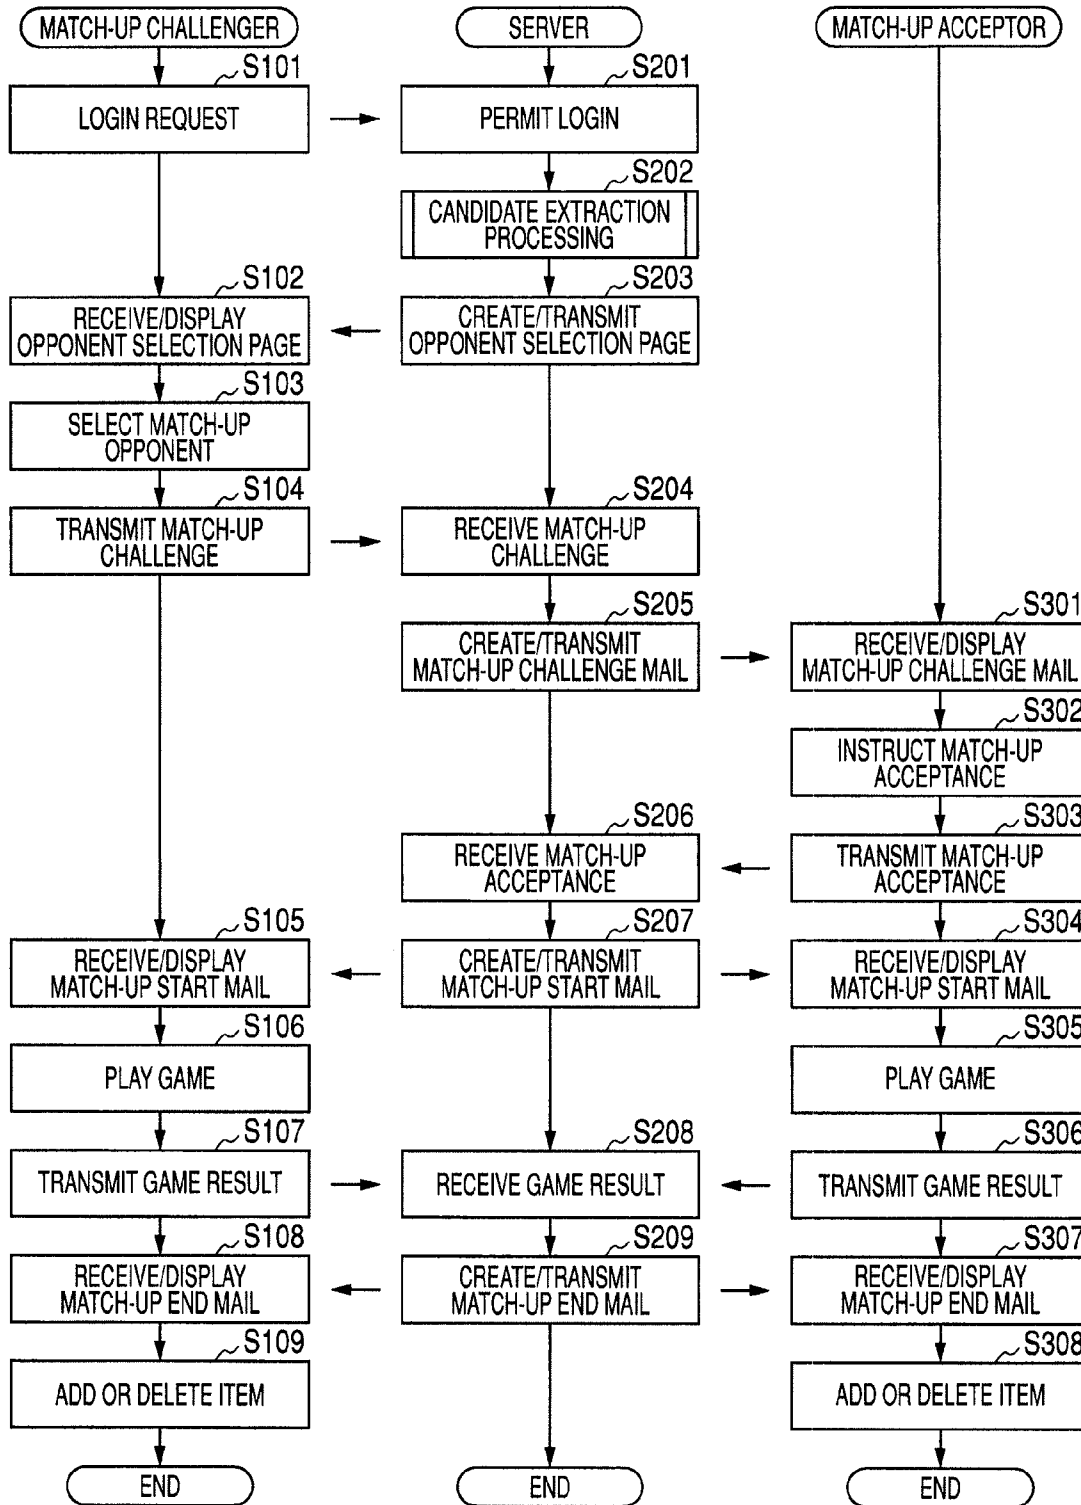 MATCH-UP CHALLENGER
SERVER
MATCH-UP ACCEPTOR
S101
LOGIN REQUEST
S201
PERMIT LOGIN
S202
CANDIDATE EXTRACTION
PROCESSING
S102
RECEIVE/DISPLAY
OPPONENT SELECTION PAGE
S203
CREATE/TRANSMIT
OPPONENT SELECTION PAGE
S103
SELECT MATCH-UP
OPPONENT
S104
TRANSMIT MATCH-UP
CHALLENGE
S204
RECEIVE MATCH-UP
CHALLENGE
S205
CREATE/TRANSMIT
MATCH-UP CHALLENGE MAIL
S301
RECEIVE/DISPLAY
MATCH-UP CHALLENGE MAIL
S302
INSTRUCT MATCH-UP
ACCEPTANCE
S206
RECEIVE MATCH-UP
ACCEPTANCE
S303
TRANSMIT MATCH-UP
ACCEPTANCE
S105
RECEIVE/DISPLAY
MATCH-UP START MAIL
S207
CREATE/TRANSMIT
MATCH-UP START MAIL
S304
RECEIVE/DISPLAY
MATCH-UP START MAIL
S106
PLAY GAME
S305
PLAY GAME
S107
TRANSMIT GAME RESULT
S208
RECEIVE GAME RESULT
S306
TRANSMIT GAME RESULT
S108
RECEIVE/DISPLAY
MATCH-UP END MAIL
S209
CREATE/TRANSMIT
MATCH-UP END MAIL
S307
RECEIVE/DISPLAY
MATCH-UP END MAIL
S109
ADD OR DELETE ITEM
S308
ADD OR DELETE ITEM
END
END
END